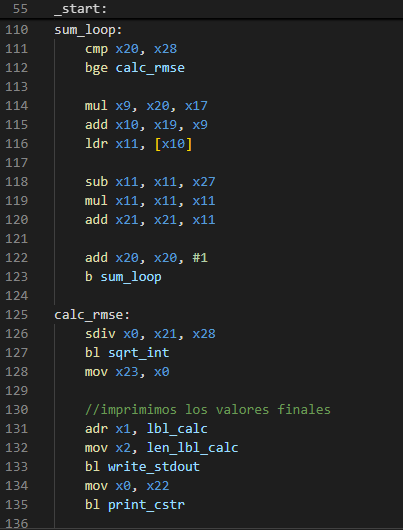 55 _start:
110 sum_loop:
111 cmp x20, x28
112 bge calc_rmse
113
114 mul x9, x20, x17
115 add x10, x19, x9
116 ldr x11, [x10]
117
118 sub x11, x11, x27
119 mul x11, x11, x11
120 add x21, x21, x11
121
122 add x20, x20, #1
123 b sum_loop
124
125 calc_rmse:
126 sdiv x0, x21, x28
127 bl sqrt_int
128 mov x23, x0
129
130 //imprimimos los valores finales
131 adr x1, lbl_calc
132 mov x2, len_lbl_calc
133 bl write_stdout
134 mov x0, x22
135 bl print_cstr
136